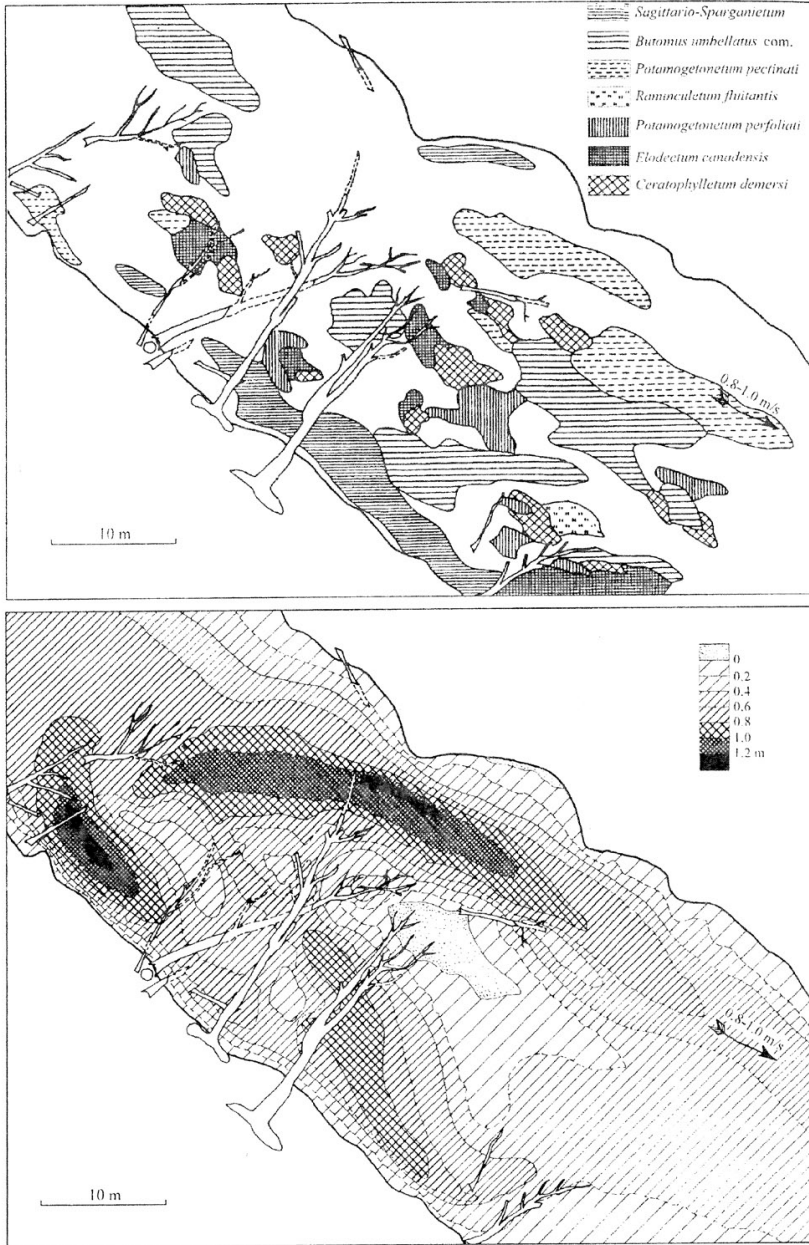 Sagittario-Sparganietum
Butomus umbellatus com.
Potamogetonetum pectinati
Ranunculetum fluitantis
Potamogetonetum perfoliati
Elodeetum canadensis
Ceratophylletum demersi
0.8-1.0 m/s
10 m
0
0.2
0.4
0.6
0.8
1.0
1.2 m
0.8-1.0 m/s
10 m